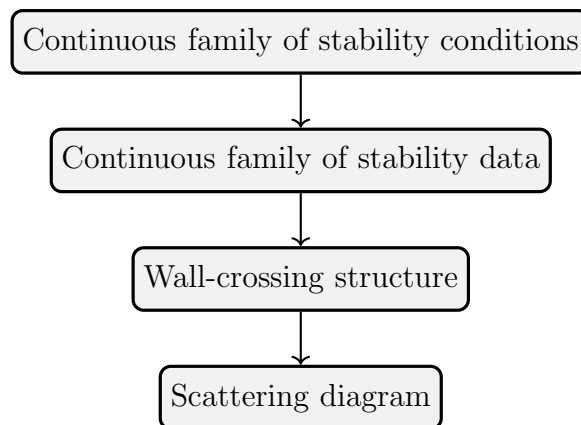 Continuous family of stability conditions
Continuous family of stability data
Wall-crossing structure
Scattering diagram